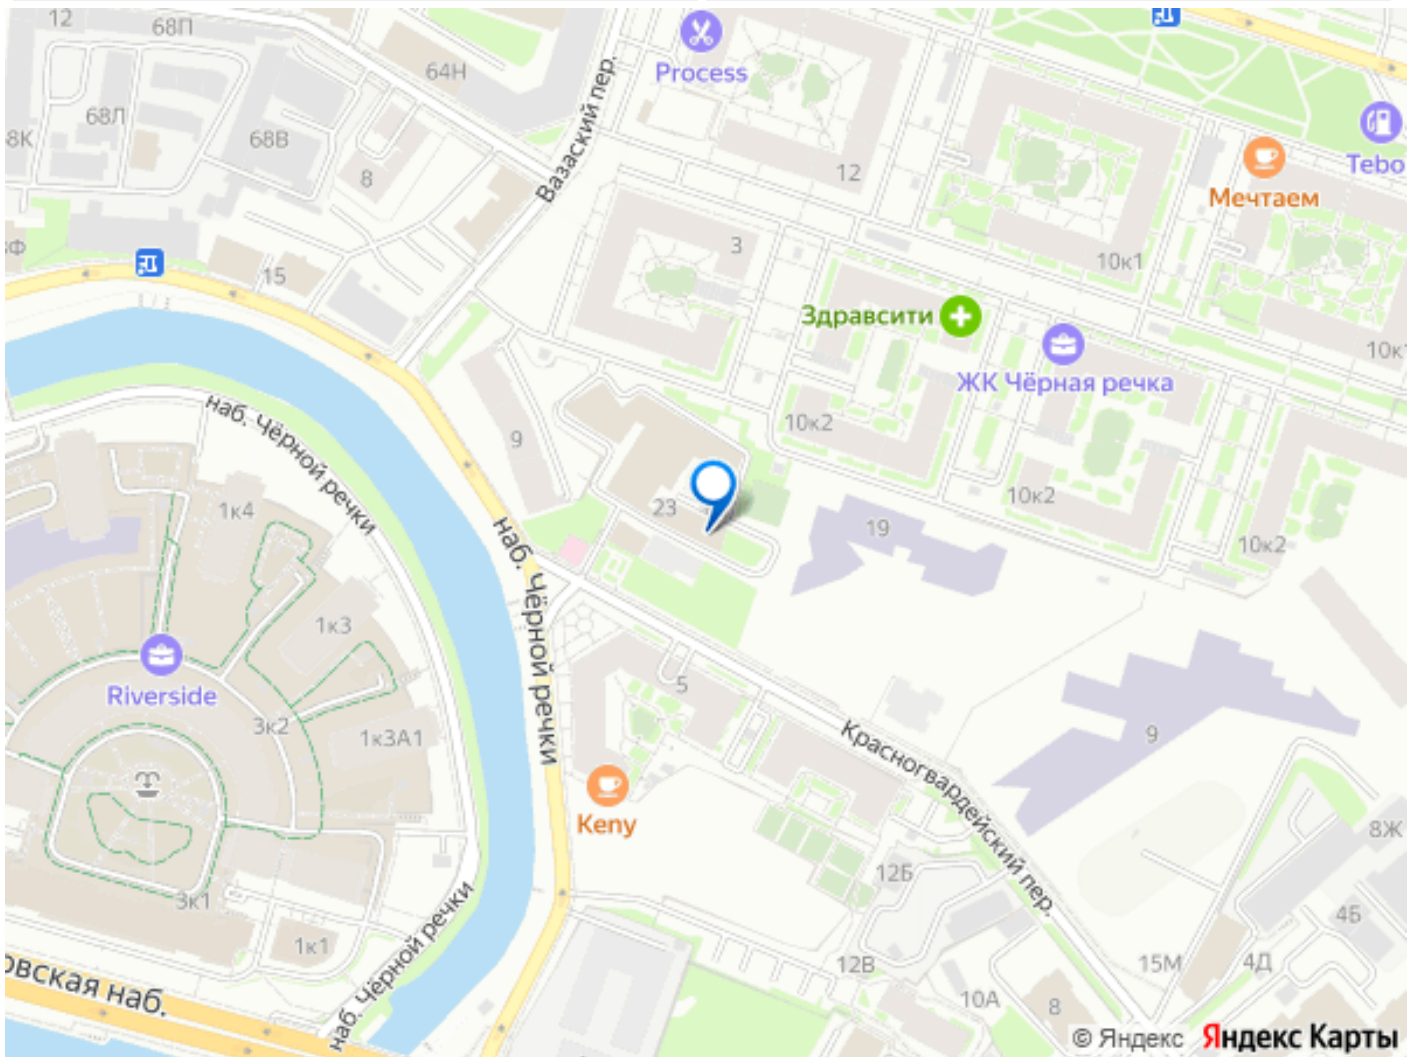 12
68П
Process
64Н
68Л
8К
68В
8
Вазаский пер.
12
Tebo
Мечтаем
3Ф
15
3
10к1
Здравсити
ЖК Чёрная речка
10к
наб. Чёрной речки
9
10к2
1к4
23
наб. Чёрной речки
19
10к2
10к2
1к3
Riverside
5
3к2
1к3А1
Красногвардейский пер.
9
Keny
8Ж
12Б
3к1
4Б
1к1
наб. Чёрной речки
12В
15М
4Д
овская наб.
10А
8
© Яндекс Яндекс Карты